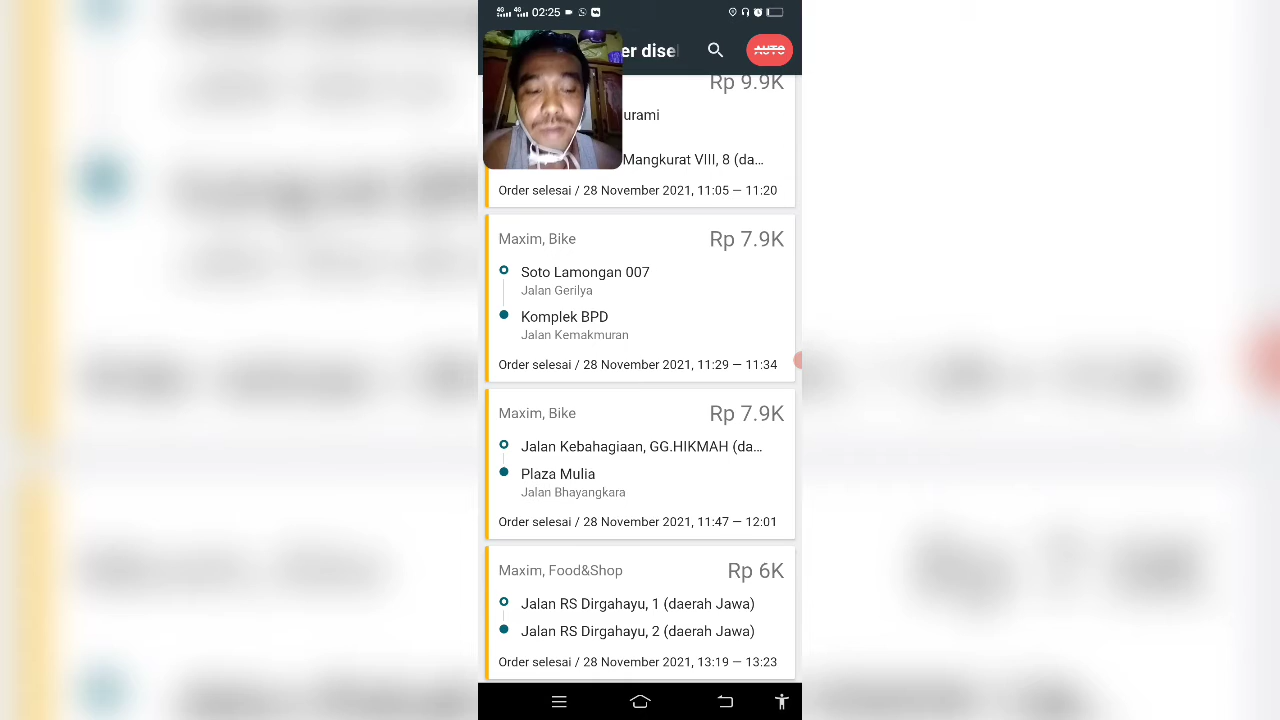 4G 4G 02:25
er dise
AUTO
Rp 9.9K
urami
Mangkurat VIII, 8 (da...
Order selesai / 28 November 2021, 11:05 — 11:20
Maxim, Bike
Rp 7.9K
Soto Lamongan 007
Jalan Gerilya
Komplek BPD
Jalan Kemakmuran
Order selesai / 28 November 2021, 11:29 — 11:34
Maxim, Bike
Rp 7.9K
Jalan Kebahagiaan, GG.HIKMAH (da...
Plaza Mulia
Jalan Bhayangkara
Order selesai / 28 November 2021, 11:47 — 12:01
Maxim, Food&Shop
Rp 6K
Jalan RS Dirgahayu, 1 (daerah Jawa)
Jalan RS Dirgahayu, 2 (daerah Jawa)
Order selesai / 28 November 2021, 13:19 — 13:23